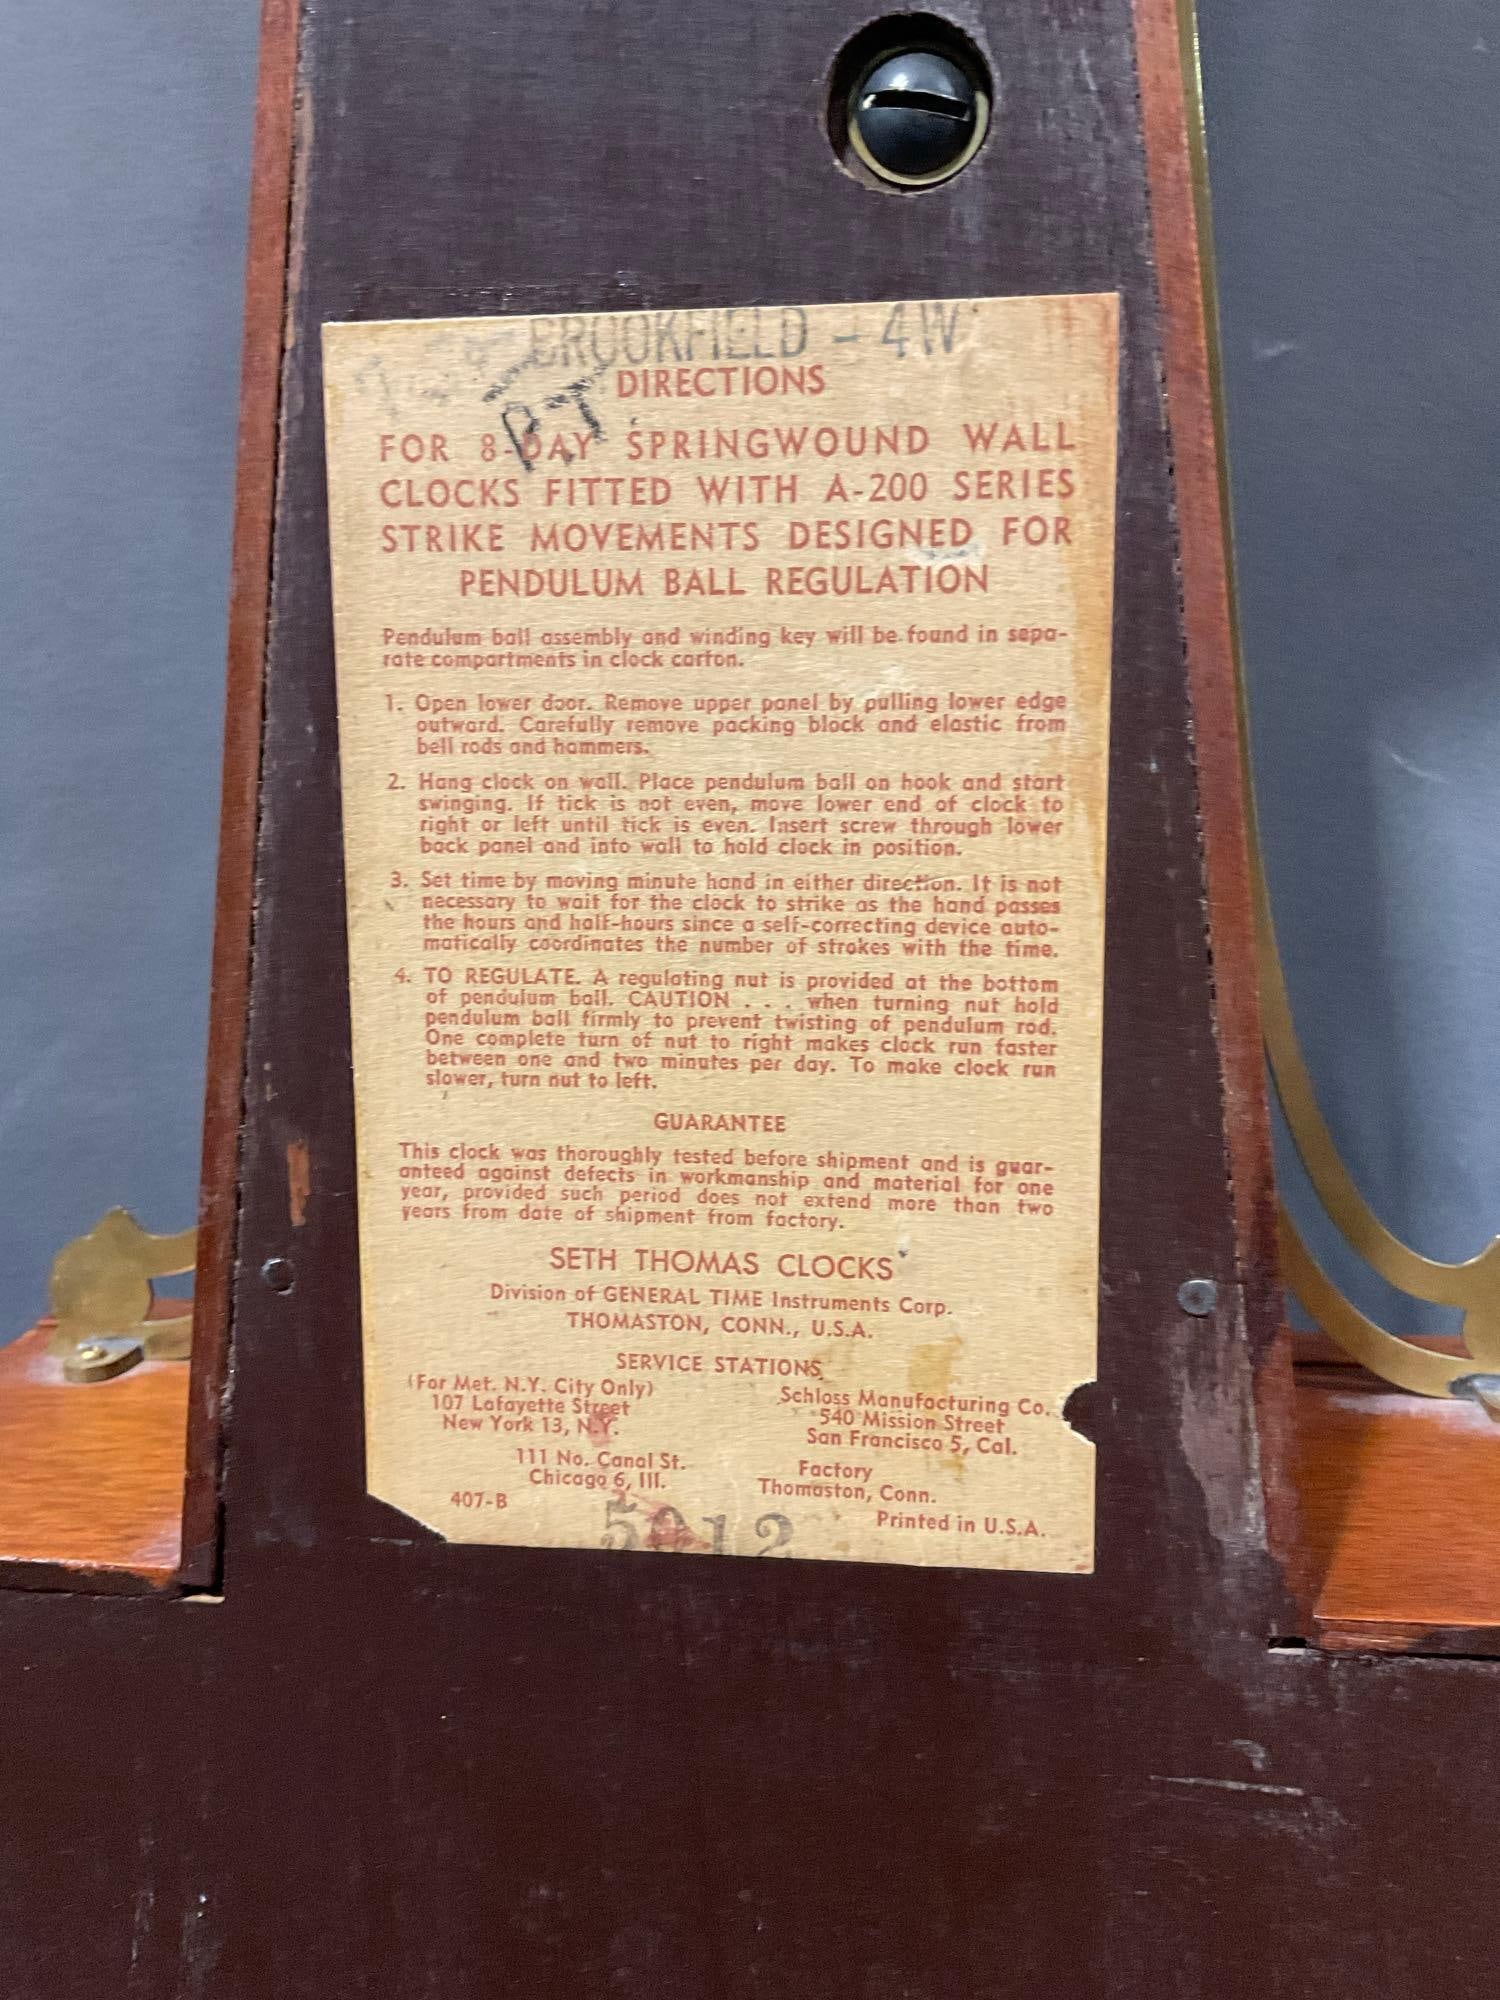 BROOKFIELD - 4W
PT
DIRECTIONS
FOR 8-DAY SPRINGWOUND WALL
CLOCKS FITTED WITH A-200 SERIES
STRIKE MOVEMENTS DESIGNED FOR
PENDULUM BALL REGULATION
Pendulum ball assembly and winding key will be found in sepa-
rate compartments in clock carton.
1. Open lower door. Remove upper panel by pulling lower edge
outward. Carefully remove packing block and elastic from
bell rods and hammers.
2. Hang clock on wall. Place pendulum ball on hook and start
swinging. If tick is not even, move lower end of clock to
right or left until tick is even. Insert screw through lower
back panel and into wall to hold clock in position.
3. Set time by moving minute hand in either direction. It is not
necessary to wait for the clock to strike as the hand passes
the hours and half-hours since a self-correcting device auto-
matically coordinates the number of strokes with the time.
4. TO REGULATE. A regulating nut is provided at the bottom
of pendulum ball. CAUTION . . . when turning nut hold
pendulum ball firmly to prevent twisting of pendulum rod.
One complete turn of nut to right makes clock run faster
between one and two minutes per day. To make clock run
slower, turn nut to left.
GUARANTEE
This clock was thoroughly tested before shipment and is guar-
anteed against defects in workmanship and material for one
year, provided such period does not extend more than two
years from date of shipment from factory.
SETH THOMAS CLOCKS
Division of GENERAL TIME Instruments Corp.
THOMASTON, CONN., U.S.A.
SERVICE STATIONS
(For Met. N.Y. City Only)
107 Lafayette Street
New York 13, N.Y.
111 No. Canal St.
Chicago 6, Ill.
Schloss Manufacturing Co.
540 Mission Street
San Francisco 5, Cal.
Factory
Thomaston, Conn.
407-B
Printed in U.S.A.
5012